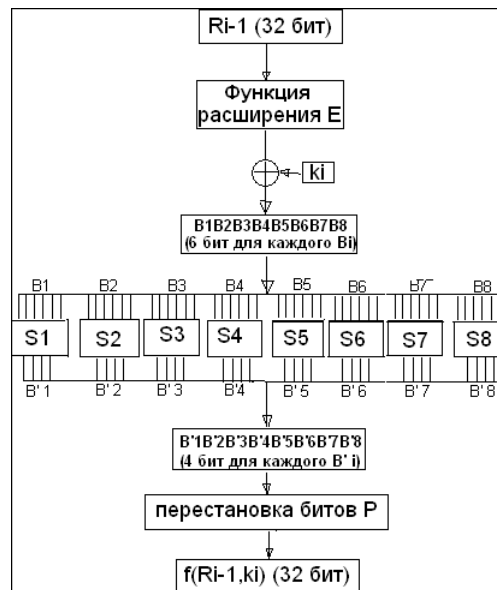 Ri-1 (32 бит)
Функция
расширения E
ki
B1B2B3B4B5B6B7B8
(6 бит для каждого Bi)
B1 B2 B3 B4 B5 B6 B7 B8
S1 S2 S3 S4 S5 S6 S7 S8
B'1 B'2 B'3 B'4 B'5 B'6 B'7 B'8
B'1B'2B'3B'4B'5B'6B'7B'8
(4 бит для каждого B' i)
перестановка битов P
f(Ri-1,ki) (32 бит)